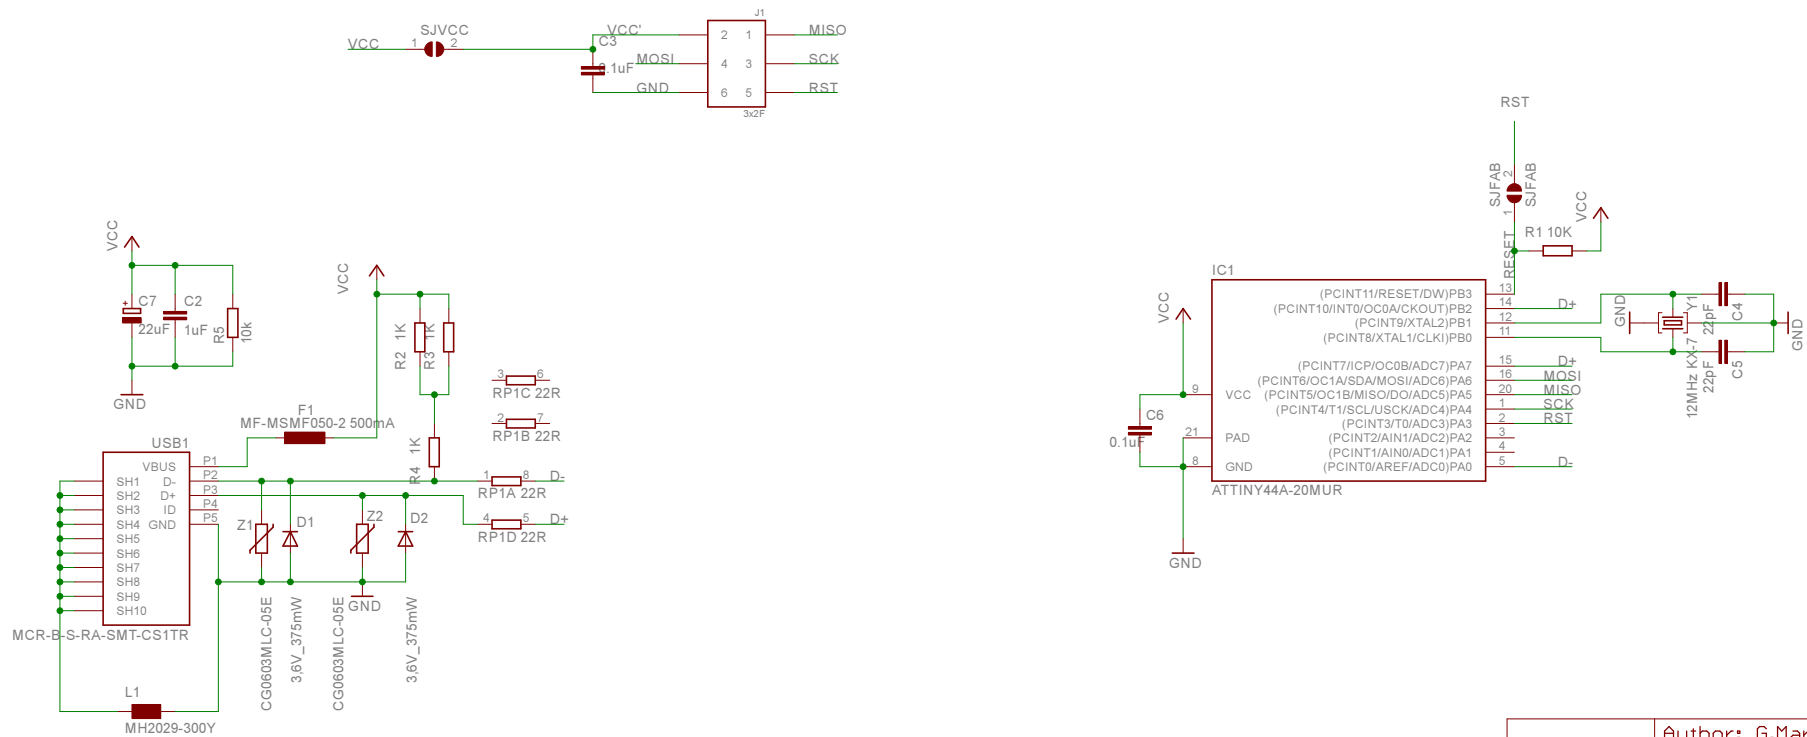 J1
SJVCC
VCC 1 2
VCC' 2 1 MISO
C3
0.1uF
MOSI 4 3 SCK
GND 6 5 RST
3x2F
RST
SJFAB
2
SJFAB
1
VCC
R1 10K
RESET
VCC
C7
22uF
C2
1uF
R5
10k
GND
VCC
R2 1K
R3 1K
3 6
RP1C 22R
2 7
RP1B 22R
F1
MF-MSMF050-2 500mA
R4 1K
USB1
VBUS P1
SH1 D- P2
SH2 D+ P3
SH3 ID P4
SH4 GND P5
SH5
SH6
SH7
SH8
SH9
SH10
MCR-B-S-RA-SMT-CS1TR
1 8 D-
RP1A 22R
4 5 D+
RP1D 22R
Z1
D1
Z2
D2
GND
CG0603MLC-05E
3,6V_375mW
CG0603MLC-05E
3,6V_375mW
L1
MH2029-300Y
IC1
VCC
(PCINT11/RESET/DW)PB3 13
(PCINT10/INT0/OC0A/CKOUT)PB2 14 D+
(PCINT9/XTAL2)PB1 12
(PCINT8/XTAL1/CLKI)PB0 11
(PCINT7/ICP/OC0B/ADC7)PA7 15 D+
(PCINT6/OC1A/SDA/MOSI/ADC6)PA6 16 MOSI
9 VCC (PCINT5/OC1B/MISO/DO/ADC5)PA5 20 MISO
(PCINT4/T1/SCL/USCK/ADC4)PA4 1 SCK
(PCINT3/T0/ADC3)PA3 2 RST
21 PAD (PCINT2/AIN1/ADC2)PA2 3
(PCINT1/AIN0/ADC1)PA1 4
8 GND (PCINT0/AREF/ADC0)PA0 5 D-
ATTINY44A-20MUR
C6
0.1uF
GND
GND
12MHz KX-7 Y1
22pF C4
22pF C5
GND
Author: G.Mar